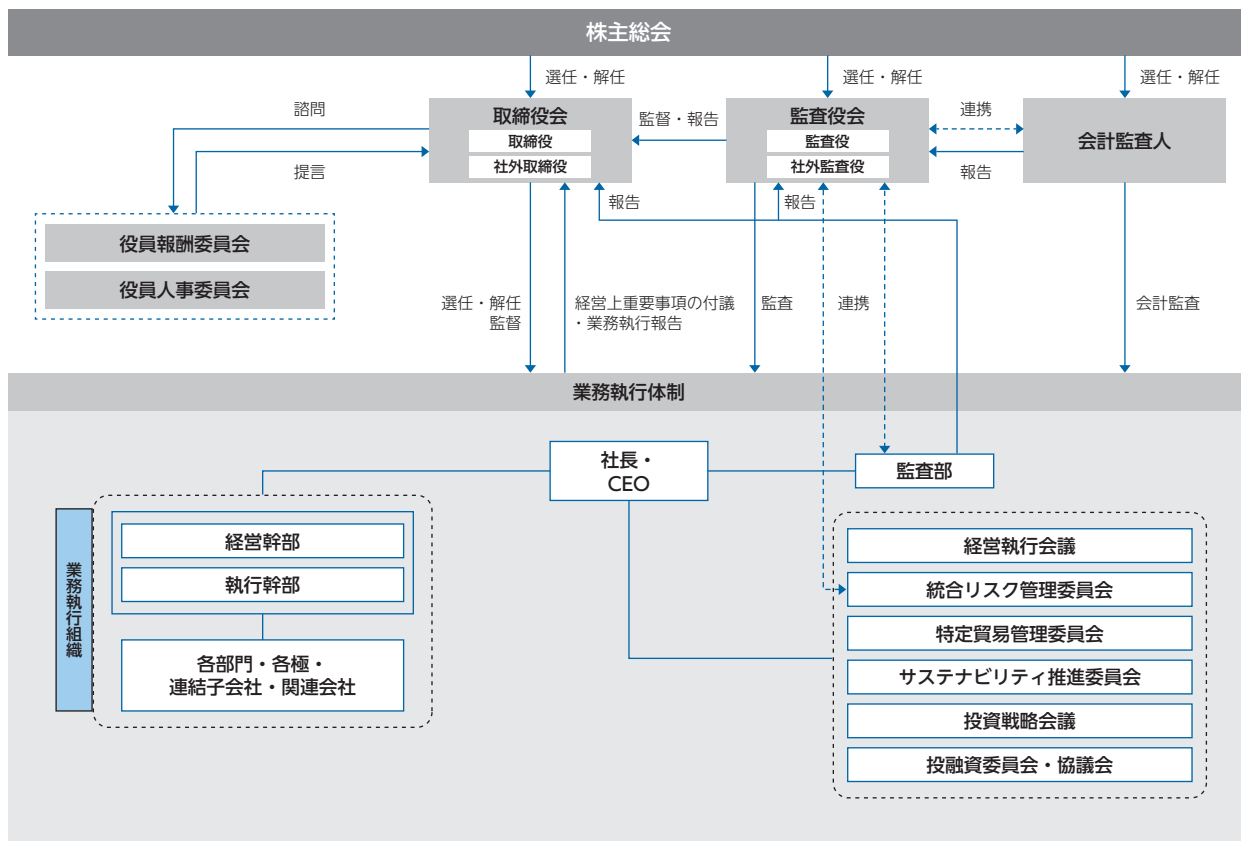 株主総会
選任・解任
選任・解任
選任・解任
諮問
取締役会
取締役
社外取締役
監督・報告
監査役会
監査役
社外監査役
連携
会計監査人
提言
報告
報告
報告
役員報酬委員会
役員人事委員会
選任・解任
監督
経営上重要事項の付議
・業務執行報告
監査
連携
会計監査
業務執行体制
社長・
CEO
監査部
業務執行組織
経営幹部
執行幹部
各部門・各極・
連結子会社・関連会社
経営執行会議
統合リスク管理委員会
特定貿易管理委員会
サステナビリティ推進委員会
投資戦略会議
投融資委員会・協議会